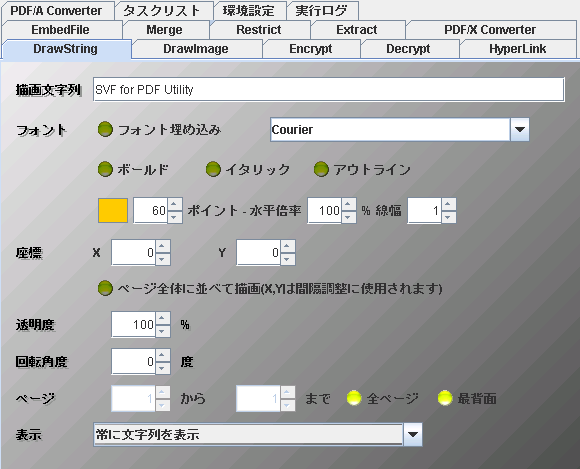 PDF/A Converter タスクリスト 環境設定 実行ログ
EmbedFile Merge Restrict Extract PDF/X Converter
DrawString DrawImage Encrypt Decrypt HyperLink
描画文字列 SVF for PDF Utility
フォント フォント埋め込み Courier
ボールド イタリック アウトライン
60 ポイント - 水平倍率 100 % 線幅 1
座標 X 0 Y 0
ページ全体に並べて描画(X,Yは間隔調整に使用されます)
透明度 100 %
回転角度 0 度
ページ 1 から 1 まで 全ページ 最背面
表示 常に文字列を表示